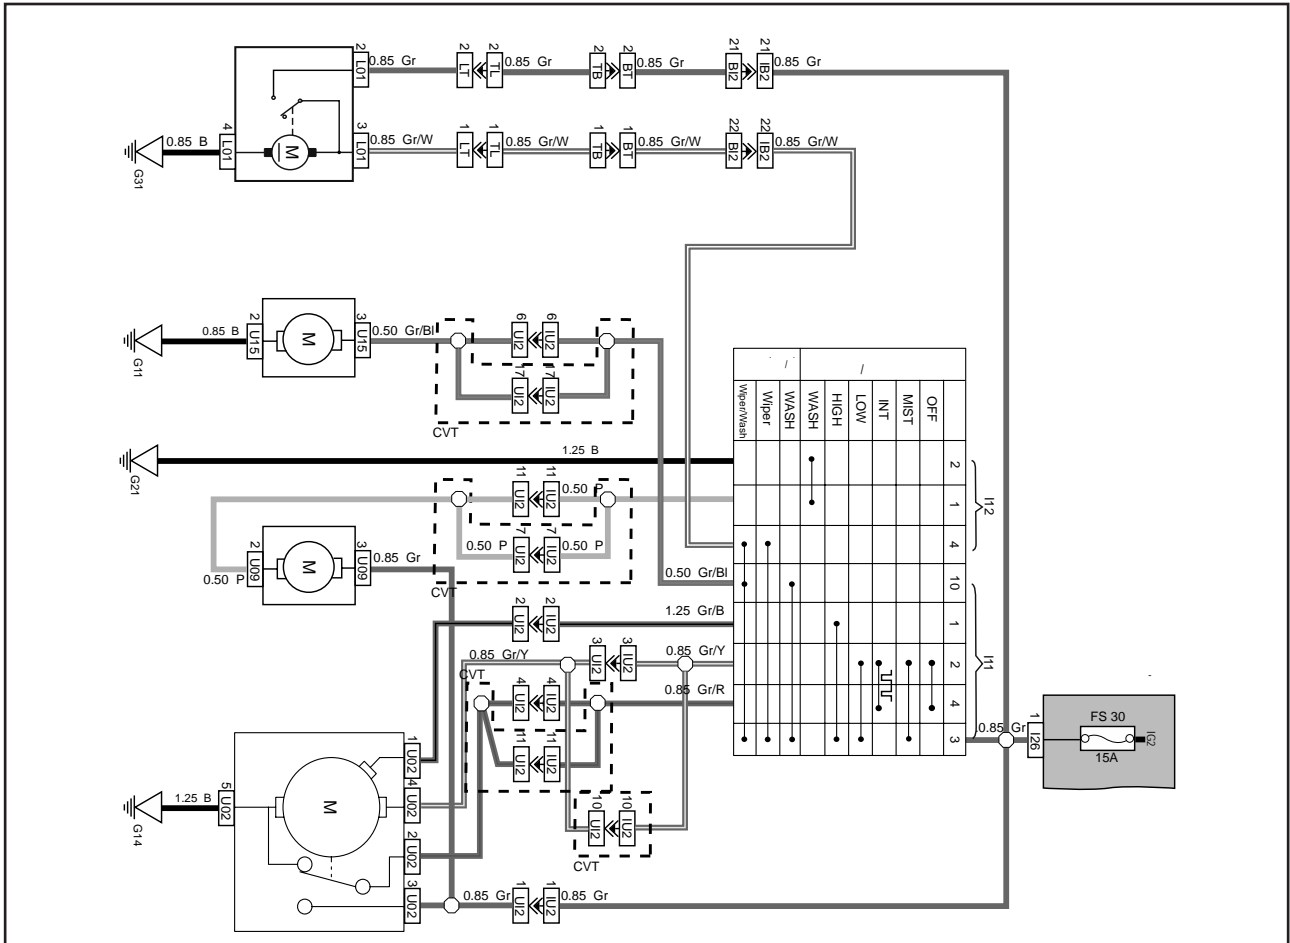 2 L01 0.85 Gr 2 LT 2 TL 0.85 Gr 2 TB 2 BT 0.85 Gr 21 BI2 21 IB2 0.85 Gr
G31 0.85 B 4 L01 M 3 L01 0.85 Gr/W 1 LT 1 TL 0.85 Gr/W 1 TB 1 BT 0.85 Gr/W 22 BI2 22 IB2 0.85 Gr/W
G11 0.85 B 2 U15 M 3 U15 0.50 Gr/Bl 6 UI2 6 IU2
17 UI2 17 IU2
CVT
/ /
Wiper/Wash Wiper WASH WASH HIGH LOW INT MIST OFF
G21 1.25 B 2
11 UI2 11 IU2 0.50 P 1 I12
0.50 P 7 UI2 7 IU2 0.50 P 4
0.50 P 2 U09 M 3 U09 0.85 Gr CVT 0.50 Gr/Bl 10
2 UI2 2 IU2 1.25 Gr/B 1
0.85 Gr/Y 3 UI2 3 IU2 0.85 Gr/Y 2 I11
CVT
4 UI2 4 IU2 0.85 Gr/R 4
11 UI2 11 IU2 3 0.85 Gr 1 I26 FS 30 15A IG2
1 U02
G14 1.25 B 5 U02 M 4 U02 10 UI2 10 IU2
CVT
2 U02
3 U02 0.85 Gr 1 UI2 1 IU2 0.85 Gr